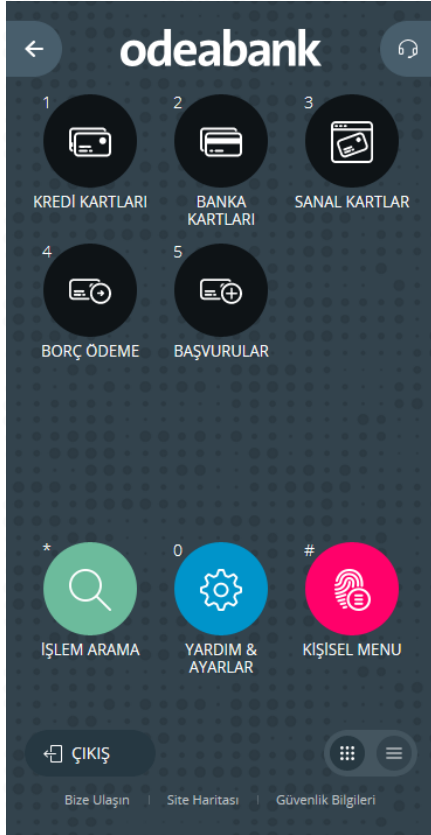 odeabank
1
2
3
KREDİ KARTLARI
BANKA
KARTLARI
SANAL KARTLAR
4
5
BORÇ ÖDEME
BAŞVURULAR
*
0
#
İŞLEM ARAMA
YARDIM &
AYARLAR
KİŞİSEL MENU
ÇIKIŞ
Bize Ulaşın | Site Haritası | Güvenlik Bilgileri